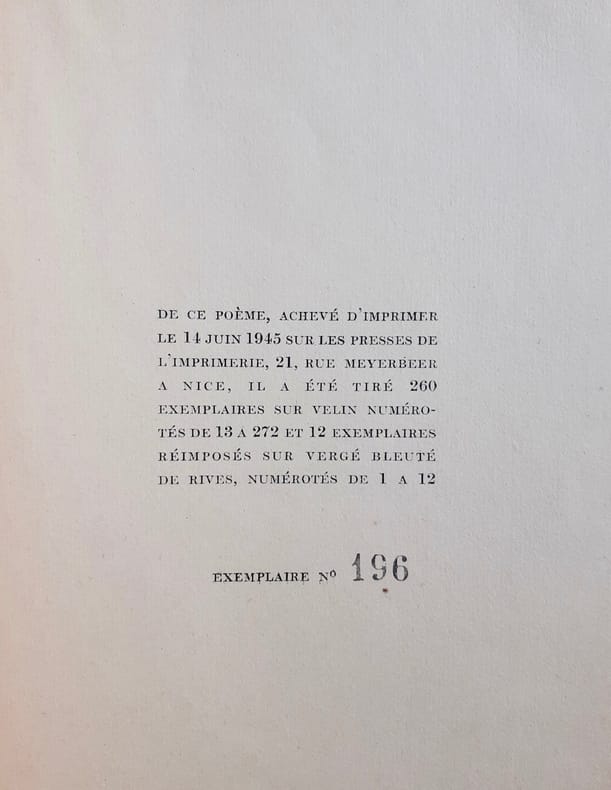 DE CE POÈME, ACHEVÉ D'IMPRIMER
LE 14 JUIN 1945 SUR LES PRESSES DE
L'IMPRIMERIE, 21, RUE MEYERBEER
A NICE, IL A ÉTÉ TIRÉ 260
EXEMPLAIRES SUR VELIN NUMÉRO-
TÉS DE 13 A 272 ET 12 EXEMPLAIRES
RÉIMPOSÉS SUR VERGÉ BLEUTÉ
DE RIVES, NUMÉROTÉS DE 1 A 12
EXEMPLAIRE Nº 196